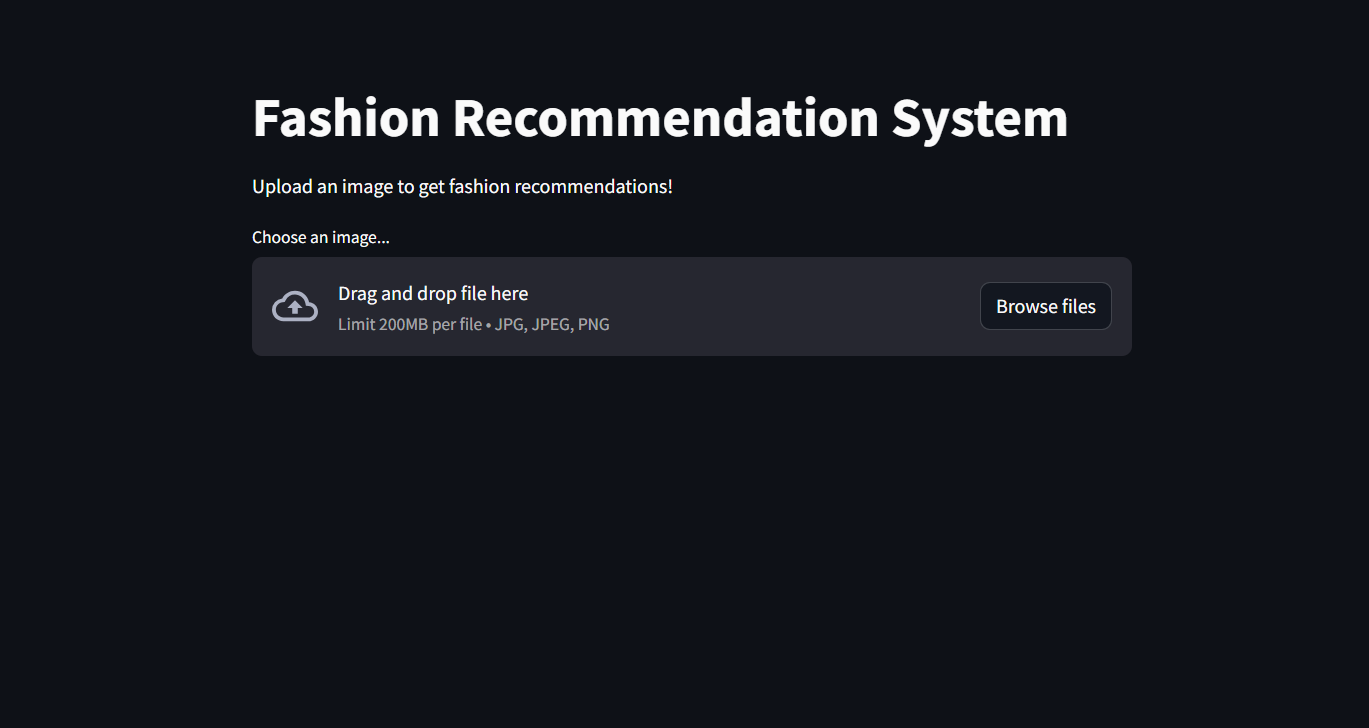 Fashion Recommendation System
Upload an image to get fashion recommendations!
Choose an image...
Drag and drop file here
Limit 200MB per file • JPG, JPEG, PNG
Browse files